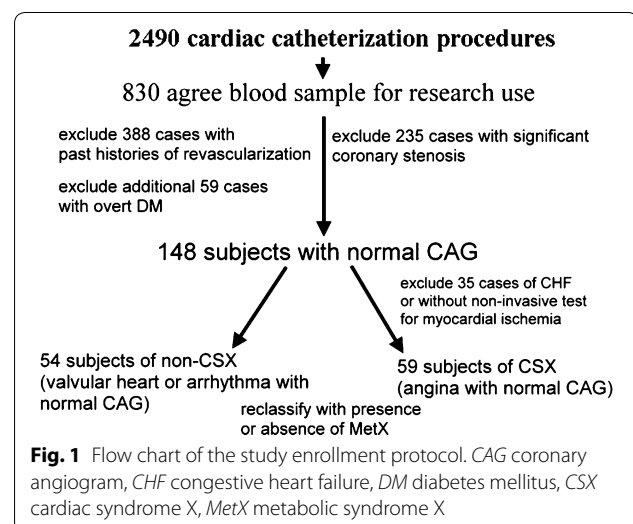 2490 cardiac catheterization procedures
830 agree blood sample for research use
exclude 388 cases with
past histories of revascularization
exclude additional 59 cases
with overt DM
exclude 235 cases with significant
coronary stenosis
148 subjects with normal CAG
exclude 35 cases of CHF
or without non-invasive test
for myocardial ischemia
54 subjects of non-CSX
(valvular heart or arrhythma with
normal CAG)
59 subjects of CSX
(angina with normal CAG)
reclassify with presence
or absence of MetX
Fig. 1 Flow chart of the study enrollment protocol. CAG coronary
angiogram, CHF congestive heart failure, DM diabetes mellitus, CSX
cardiac syndrome X, MetX metabolic syndrome X